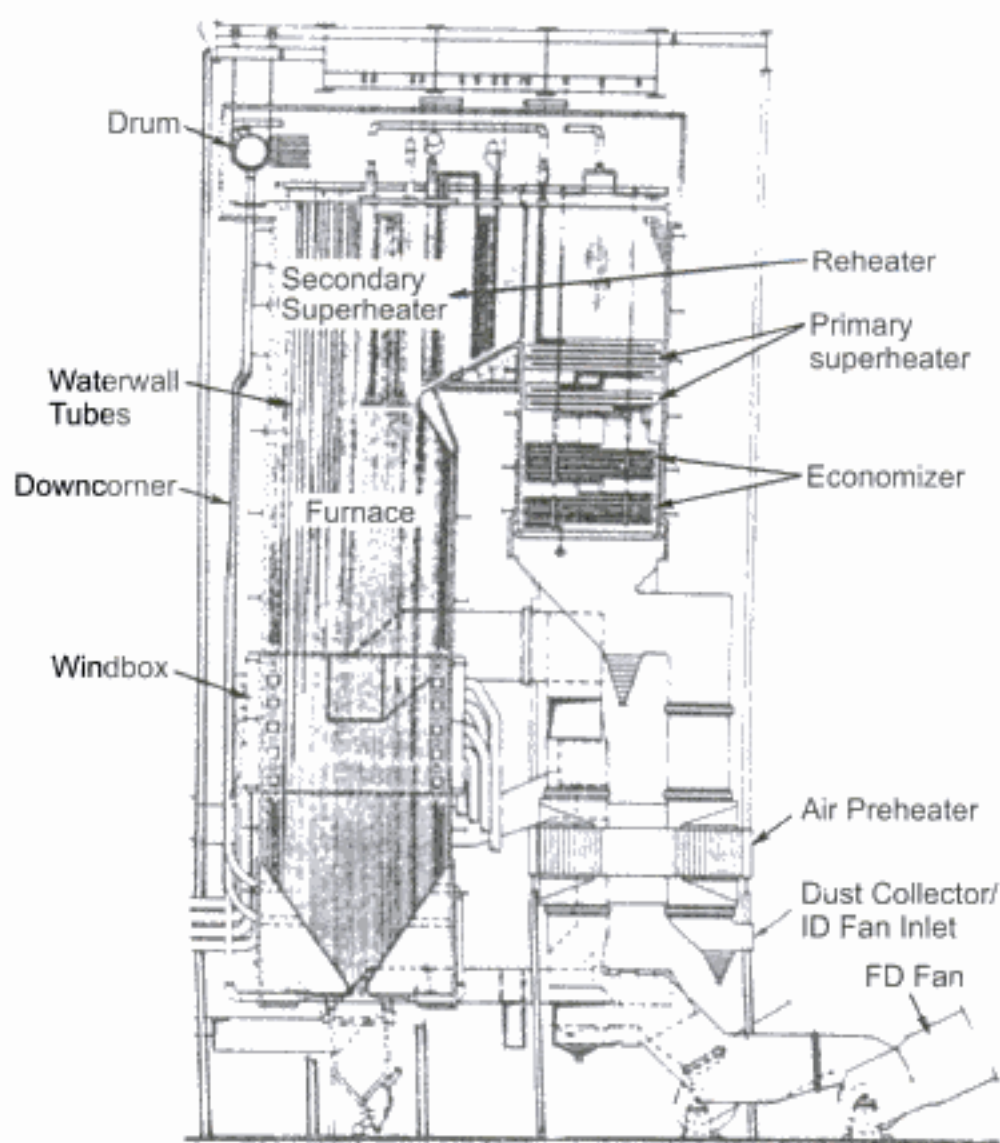 Drum
Secondary
Superheater
Reheater
Primary
superheater
Waterwall
Tubes
Downcorner
Economizer
Furnace
Windbox
Air Preheater
Dust Collector/
ID Fan Inlet
FD Fan